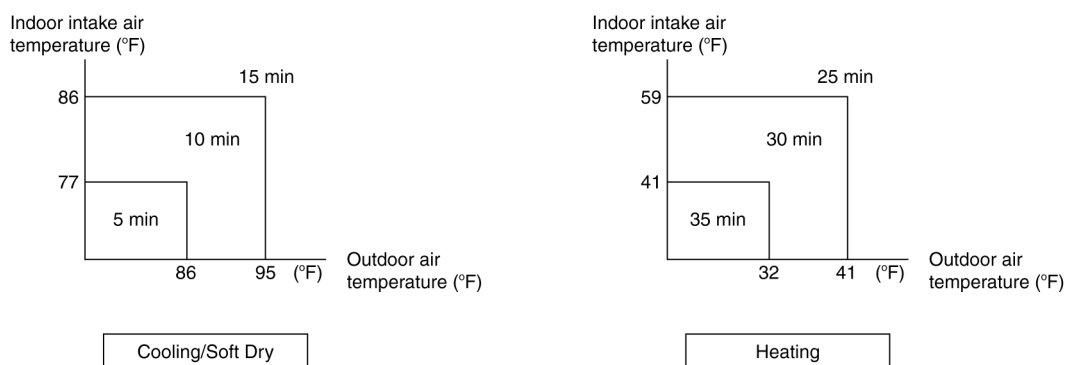 Indoor intake air
temperature (°F)
15 min
86
10 min
77
5 min
86 95 (°F)
Outdoor air
temperature (°F)
Cooling/Soft Dry
Indoor intake air
temperature (°F)
25 min
59
30 min
41
35 min
32 41 (°F)
Outdoor air
temperature (°F)
Heating